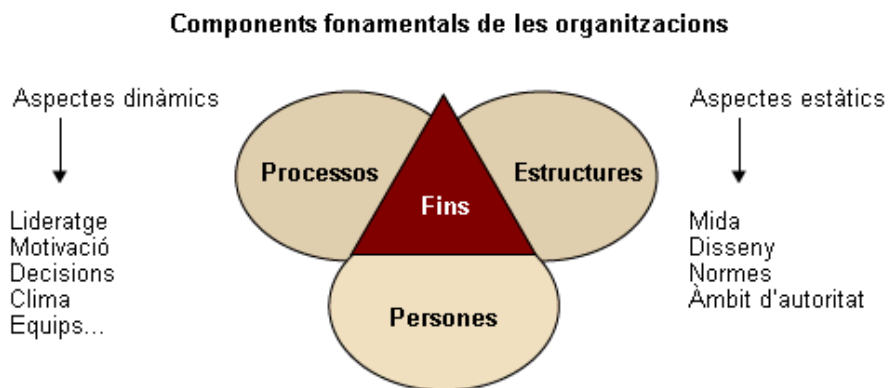 Components fonamentals de les organitzacions
Aspectes dinàmics
Aspectes estàtics
Processos
Estructures
Fins
Persones
Lideratge
Motivació
Decisions
Clima
Equips...
Mida
Disseny
Normes
Àmbit d'autoritat